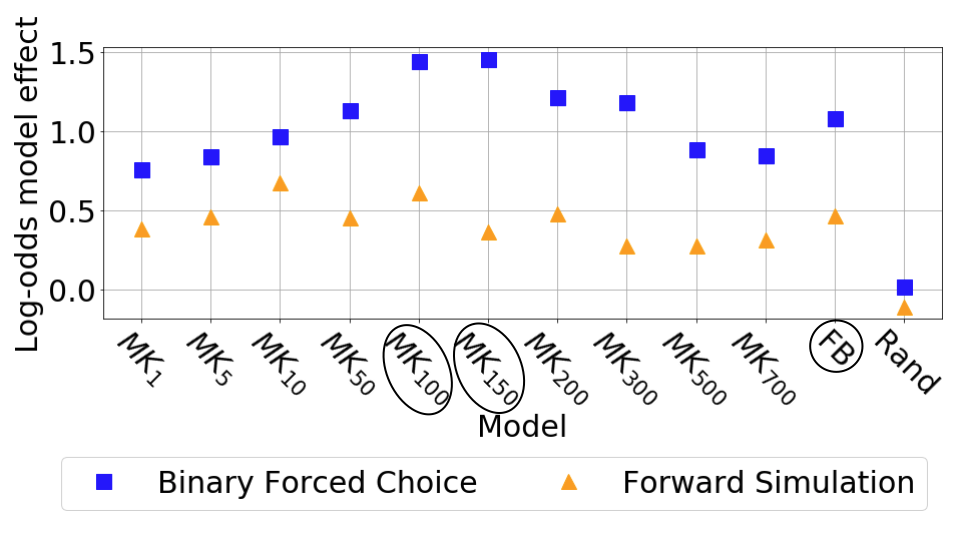 Log-odds model effect
1.5
1.0
0.5
0.0
MK1 MK5 MK10 MK50 MK100 MK150 MK200 MK300 MK500 MK700 FB Rand
Model
Binary Forced Choice Forward Simulation